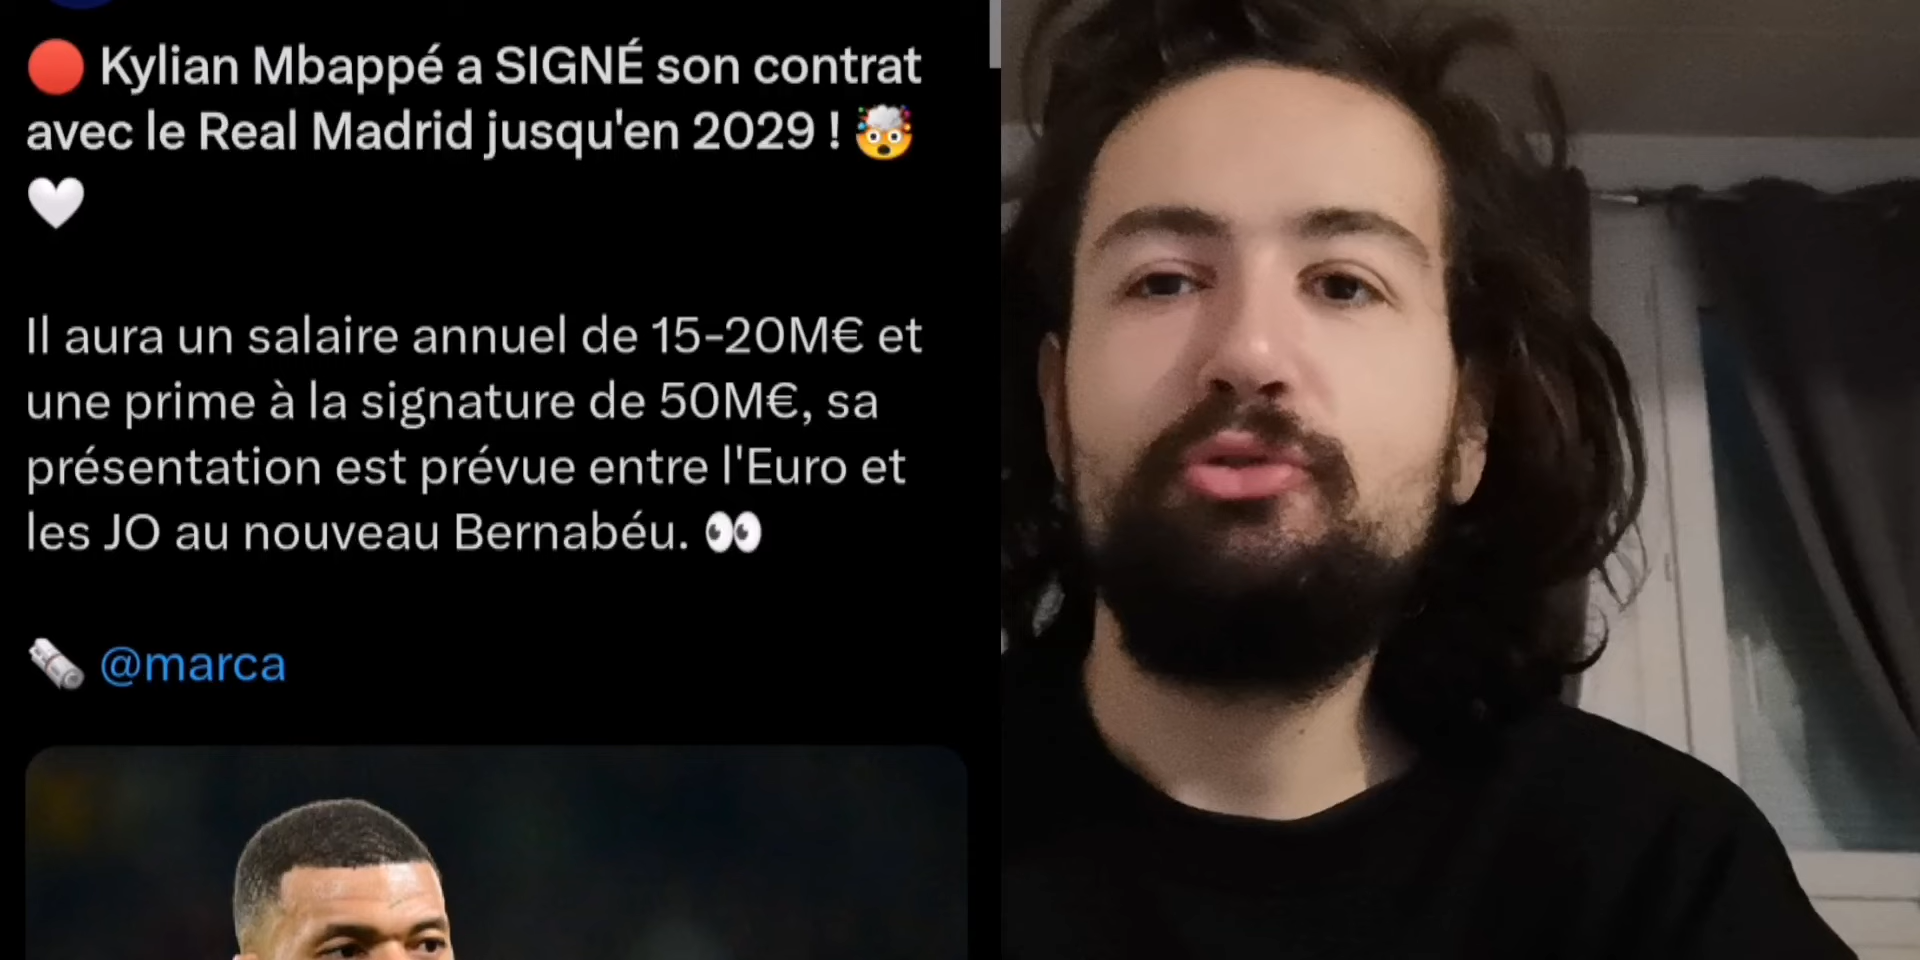 🔴 Kylian Mbappé a SIGNÉ son contrat
avec le Real Madrid jusqu'en 2029 ! 🤯
🤍
Il aura un salaire annuel de 15-20M€ et
une prime à la signature de 50M€, sa
présentation est prévue entre l'Euro et
les JO au nouveau Bernabéu. 👀
🗞️ @marca